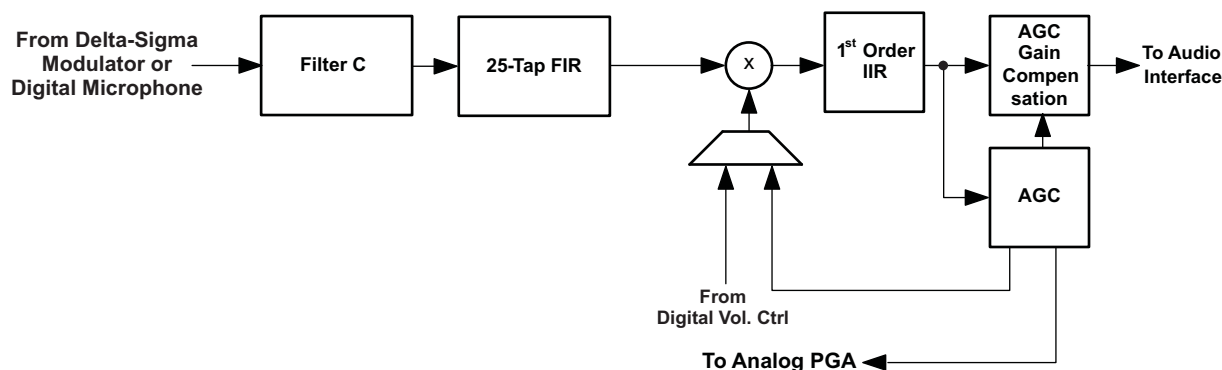 From Delta-Sigma
Modulator or
Digital Microphone
Filter C
25-Tap FIR
x
1st Order
IIR
AGC
Gain
Compen
sation
To Audio
Interface
AGC
From
Digital Vol. Ctrl
To Analog PGA